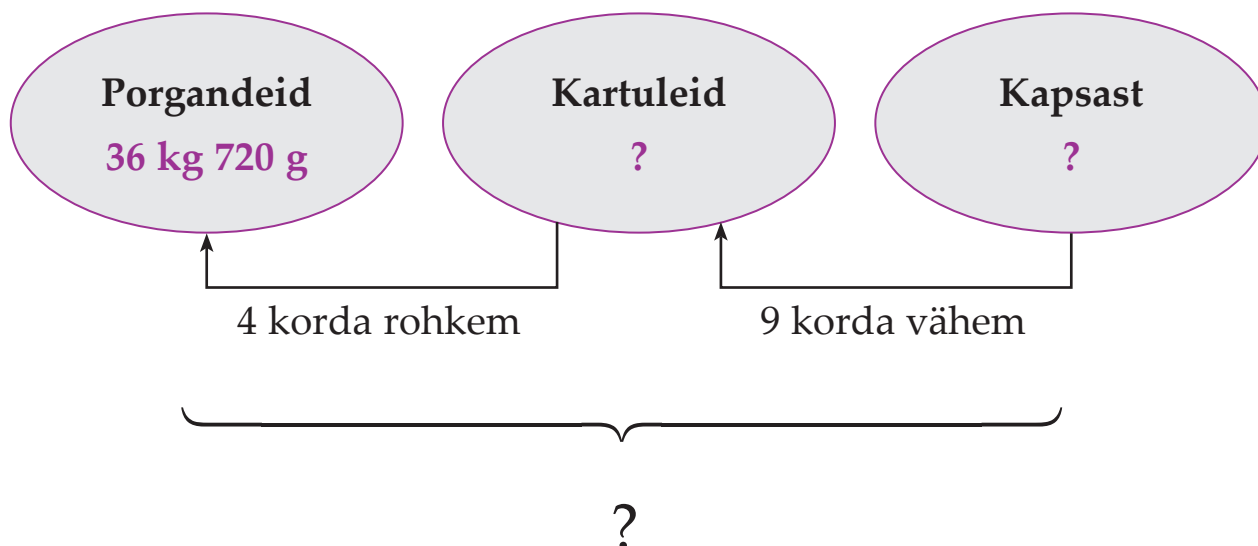 Porgandeid
36 kg 720 g
Kartuleid
?
Kapsast
?
4 korda rohkem
9 korda vähem
?